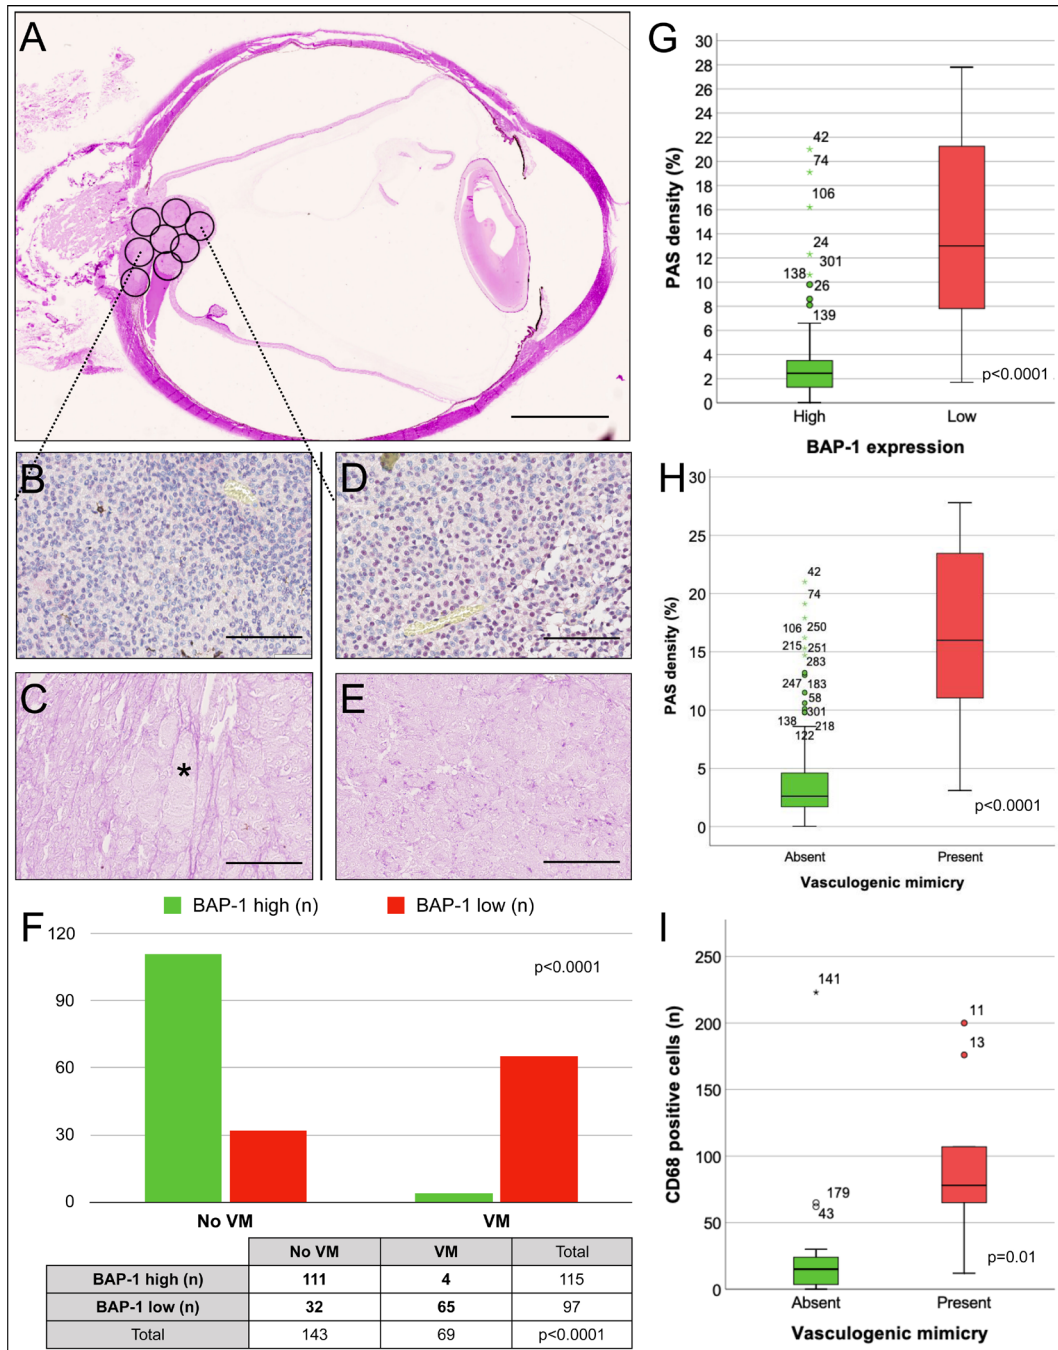 A
B
D
C
*
E
BAP-1 high (n)
BAP-1 low (n)
F
120
90
60
30
0
p<0.0001
No VM
VM
No VM VM Total
BAP-1 high (n) 111 4 115
BAP-1 low (n) 32 65 97
Total 143 69 p<0.0001
G
PAS density (%)
30
28
26
24
22
20
18
16
14
12
10
8
6
4
2
0
42
74
106
24
301
138
26
139
p<0.0001
High
Low
BAP-1 expression
H
PAS density (%)
30
25
20
15
10
5
0
42
74
106 250
215 251
283
247 183
58
301
138 218
122
p<0.0001
Absent
Present
Vasculogenic mimicry
I
CD68 positive cells (n)
250
200
150
100
50
0
141
11
13
179
43
p=0.01
Absent
Present
Vasculogenic mimicry